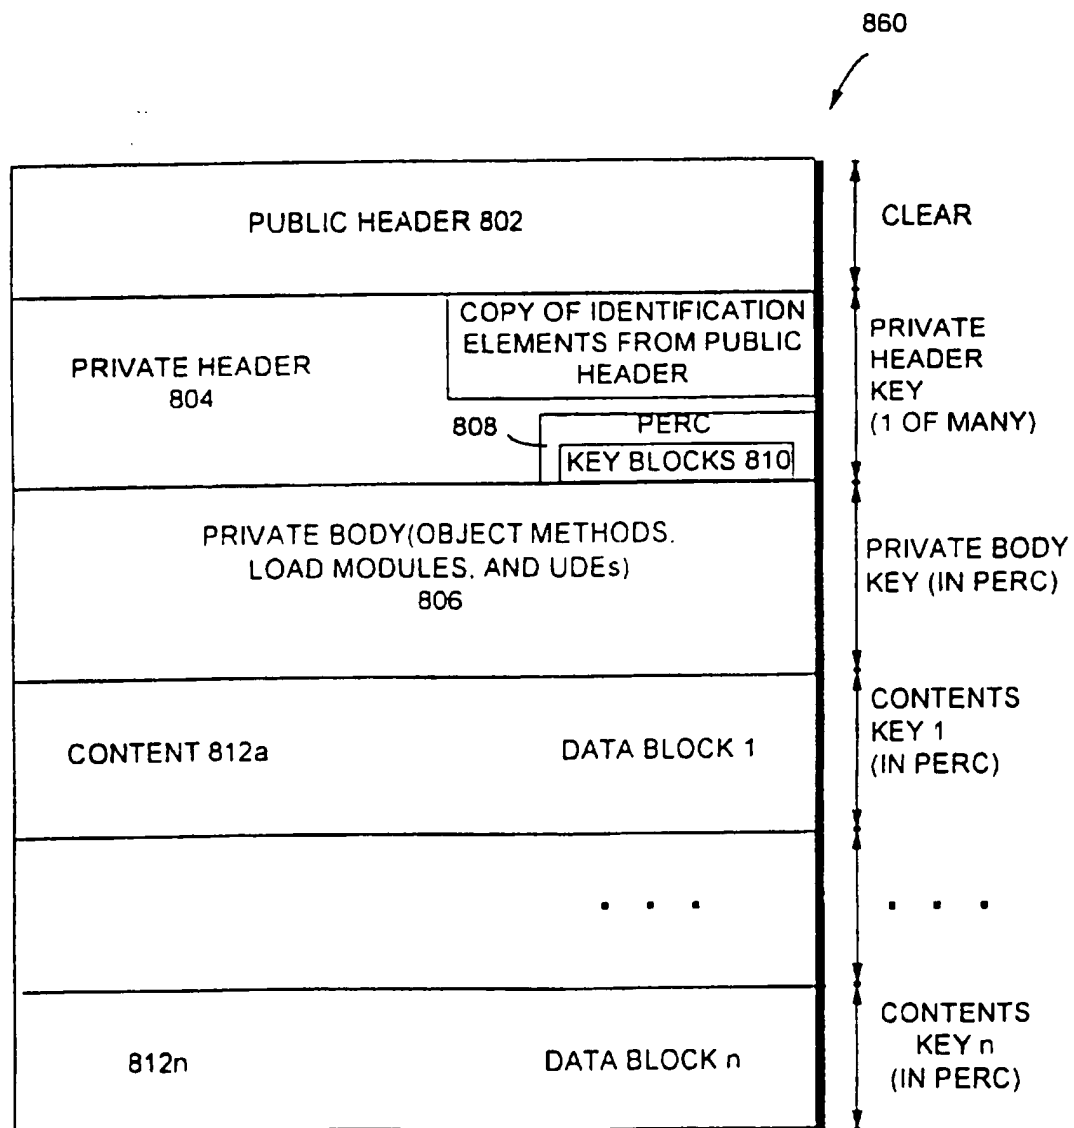 860
PUBLIC HEADER 802
CLEAR
PRIVATE HEADER
804
COPY OF IDENTIFICATION
ELEMENTS FROM PUBLIC
HEADER
808
PERC
KEY BLOCKS 810
PRIVATE
HEADER
KEY
(1 OF MANY)
PRIVATE BODY(OBJECT METHODS.
LOAD MODULES, AND UDEs)
806
PRIVATE BODY
KEY (IN PERC)
CONTENT 812a
DATA BLOCK 1
CONTENTS
KEY 1
(IN PERC)
. . .
. . .
812n
DATA BLOCK n
CONTENTS
KEY n
(IN PERC)